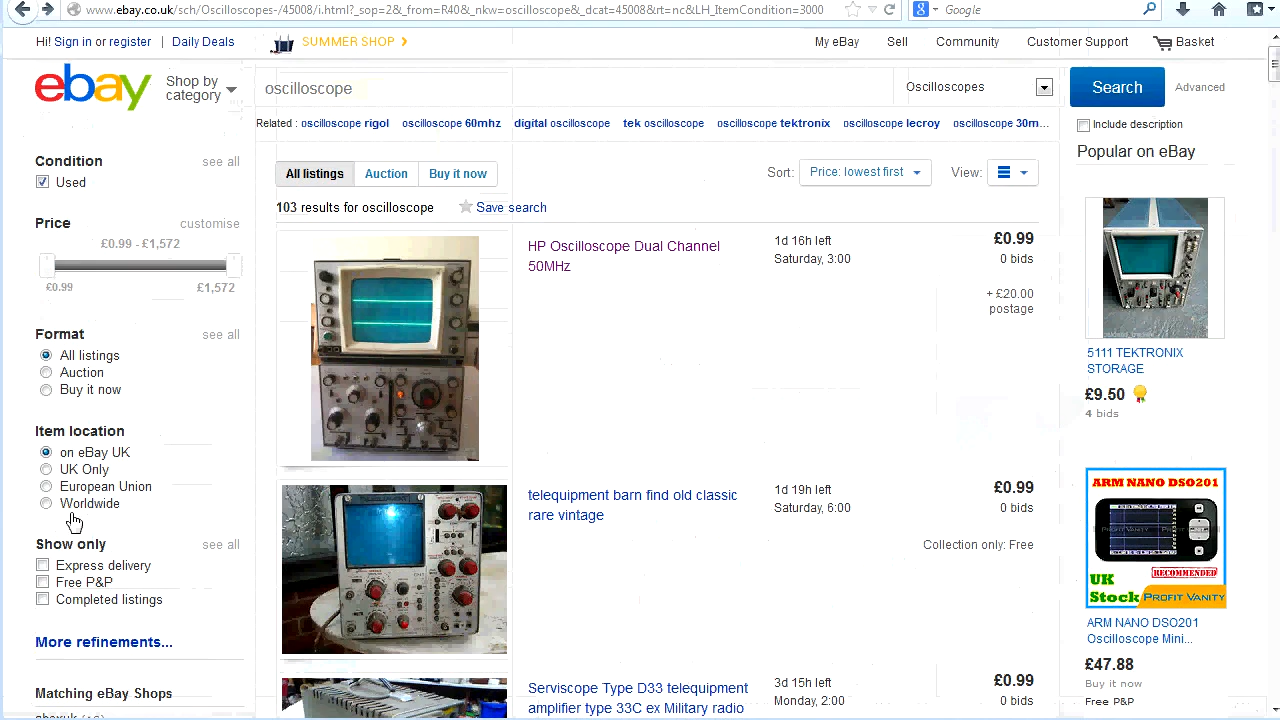 www.ebay.co.uk/sch/Oscilloscopes-/45008/i.html?_sop=2&_from=R40&_nkw=oscilloscope&_dcat=45008&rt=nc&LH_ItemCondition=3000
Google
Hi! Sign in or register | Daily Deals
SUMMER SHOP
My eBay
Sell
Community
Customer Support
Basket
ebay
Shop by
category
oscilloscope
Oscilloscopes
Search
Advanced
Related : oscilloscope rigol oscilloscope 60mhz digital oscilloscope tek oscilloscope oscilloscope tektronix oscilloscope lecroy oscilloscope 30m...
Include description
Condition
see all
Used
Price
customise
£0.99 - £1,572
£0.99
£1,572
Format
see all
All listings
Auction
Buy it now
Item location
on eBay UK
UK Only
European Union
Worldwide
Show only
see all
Express delivery
Free P&P
Completed listings
More refinements...
Matching eBay Shops
All listings
Auction
Buy it now
Sort:
Price: lowest first
View:
103 results for oscilloscope
Save search
HP Oscilloscope Dual Channel
50MHz
1d 16h left
Saturday, 3:00
£0.99
0 bids
+ £20.00
postage
telequipment barn find old classic
rare vintage
1d 19h left
Saturday, 6:00
£0.99
0 bids
Collection only: Free
Serviscope Type D33 telequipment
amplifier type 33C ex Military radio
3d 15h left
Monday, 2:00
£0.99
0 bids
Popular on eBay
5111 TEKTRONIX
STORAGE
£9.50
4 bids
ARM NANO DSO201
RECOMMENDED
UK
Stock
PROFIT VANITY
ARM NANO DSO201
Oscilloscope Mini...
£47.88
Buy it now
Free P&P